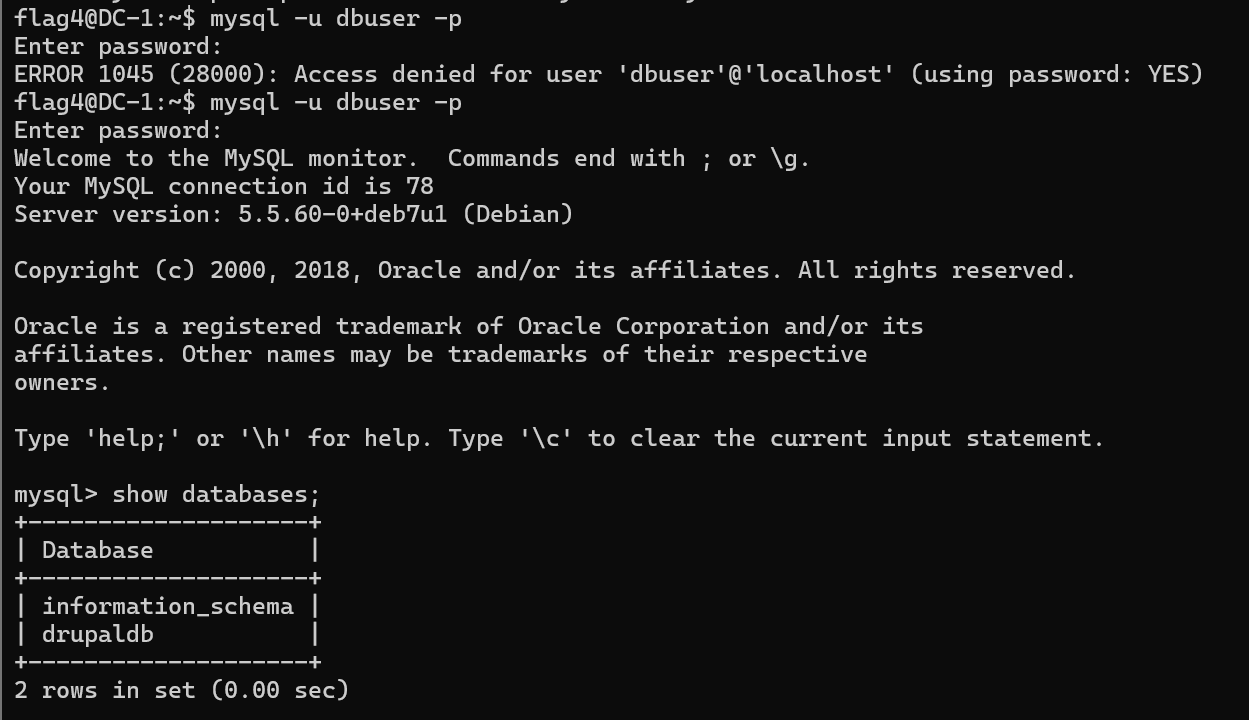 flag4@DC-1:~$ mysql -u dbuser -p
Enter password:
ERROR 1045 (28000): Access denied for user 'dbuser'@'localhost' (using password: YES)
flag4@DC-1:~$ mysql -u dbuser -p
Enter password:
Welcome to the MySQL monitor.  Commands end with ; or \g.
Your MySQL connection id is 78
Server version: 5.5.60-0+deb7u1 (Debian)

Copyright (c) 2000, 2018, Oracle and/or its affiliates. All rights reserved.

Oracle is a registered trademark of Oracle Corporation and/or its
affiliates. Other names may be trademarks of their respective
owners.

Type 'help;' or '\h' for help. Type '\c' to clear the current input statement.

mysql> show databases;
+--------------------+
| Database           |
+--------------------+
| information_schema |
| drupaldb           |
+--------------------+
2 rows in set (0.00 sec)